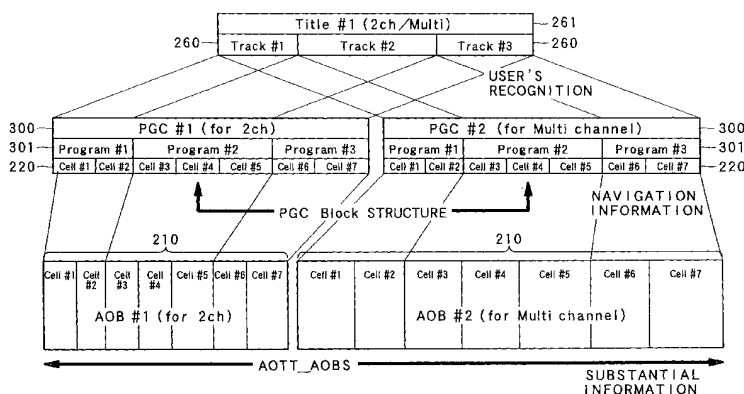 Title #1 (2ch/Multi)
261
260
Track #1
Track #2
Track #3
260
USER'S
RECOGNITION
300
PGC #1 (for 2ch)
PGC #2 (for Multi channel)
300
301
Program #1
Program #2
Program #3
Program #1
Program #2
Program #3
301
220
Cell #1
Cell #2
Cell #3
Cell #4
Cell #5
Cell #6
Cell #7
Cell #1
Cell #2
Cell #3
Cell #4
Cell #5
Cell #6
Cell #7
220
PGC Block STRUCTURE
NAVIGATION
INFORMATION
210
210
Cell #1
Cell #2
Cell #3
Cell #4
Cell #5
Cell #6
Cell #7
Cell #1
Cell #2
Cell #3
Cell #4
Cell #5
Cell #6
Cell #7
AOB #1 (for 2ch)
AOB #2 (for Multi channel)
AOTT_AOBS
SUBSTANTIAL
INFORMATION